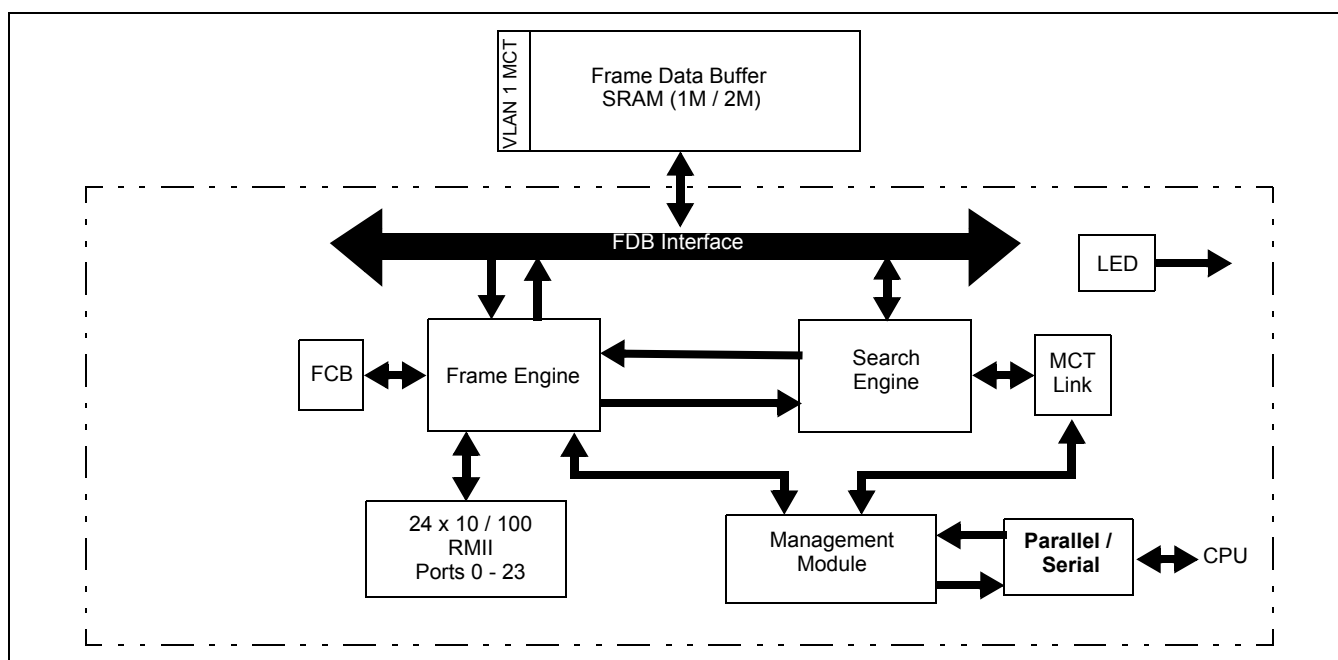 VLAN 1 MCT
Frame Data Buffer
SRAM (1M / 2M)
FDB Interface
LED
FCB
Frame Engine
Search
Engine
MCT
Link
24 x 10 / 100
RMII
Ports 0 - 23
Management
Module
Parallel /
Serial
CPU